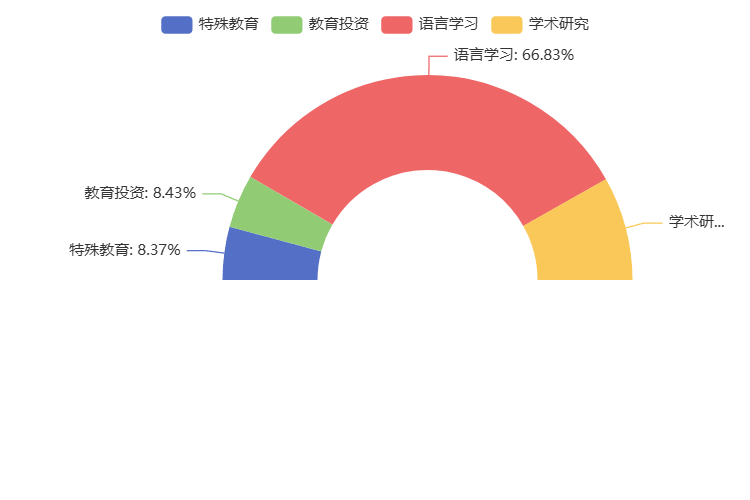 特殊教育 教育投资 语言学习 学术研究
语言学习: 66.83%
教育投资: 8.43%
学术研...
特殊教育: 8.37%